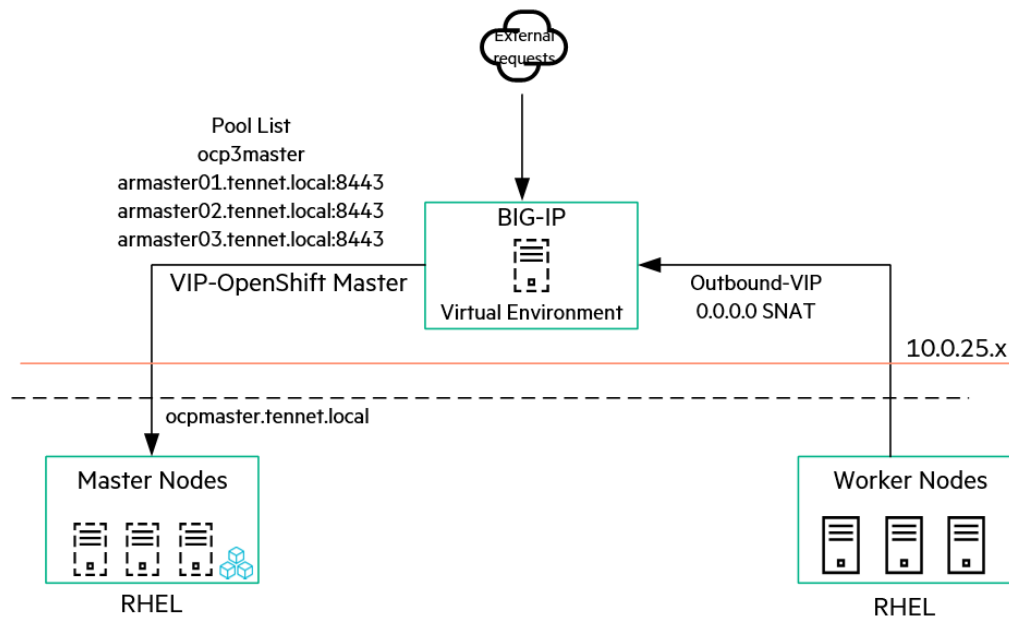 External
requests
Pool List
ocp3master
armaster01.tennet.local:8443
armaster02.tennet.local:8443
armaster03.tennet.local:8443
VIP-OpenShift Master
BIG-IP
Virtual Environment
Outbound-VIP
0.0.0.0 SNAT
10.0.25.x
ocpmaster.tennet.local
Master Nodes
RHEL
Worker Nodes
RHEL